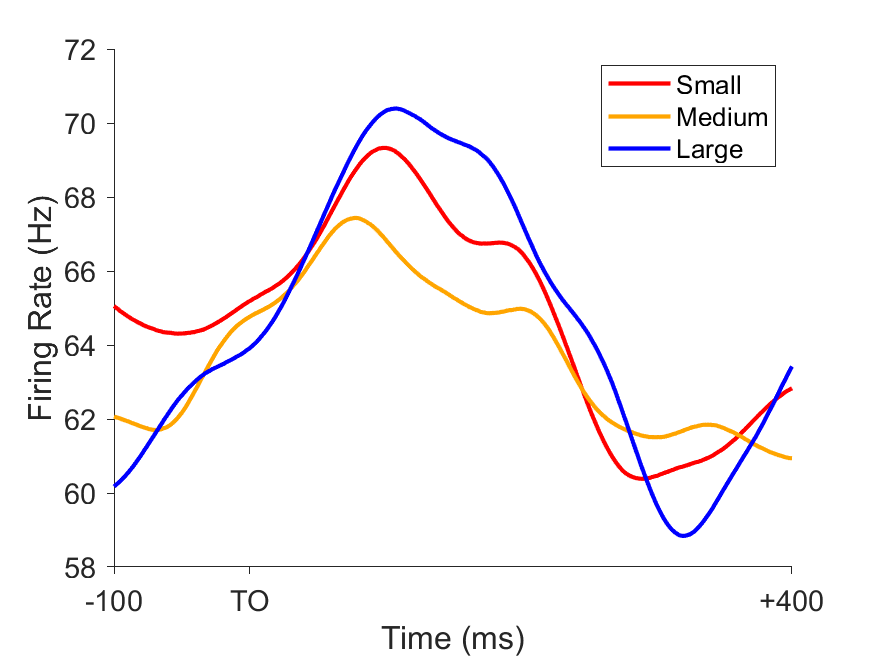 72
70
68
66
64
62
60
58
Firing Rate (Hz)
-100
TO
+400
Time (ms)
Small
Medium
Large